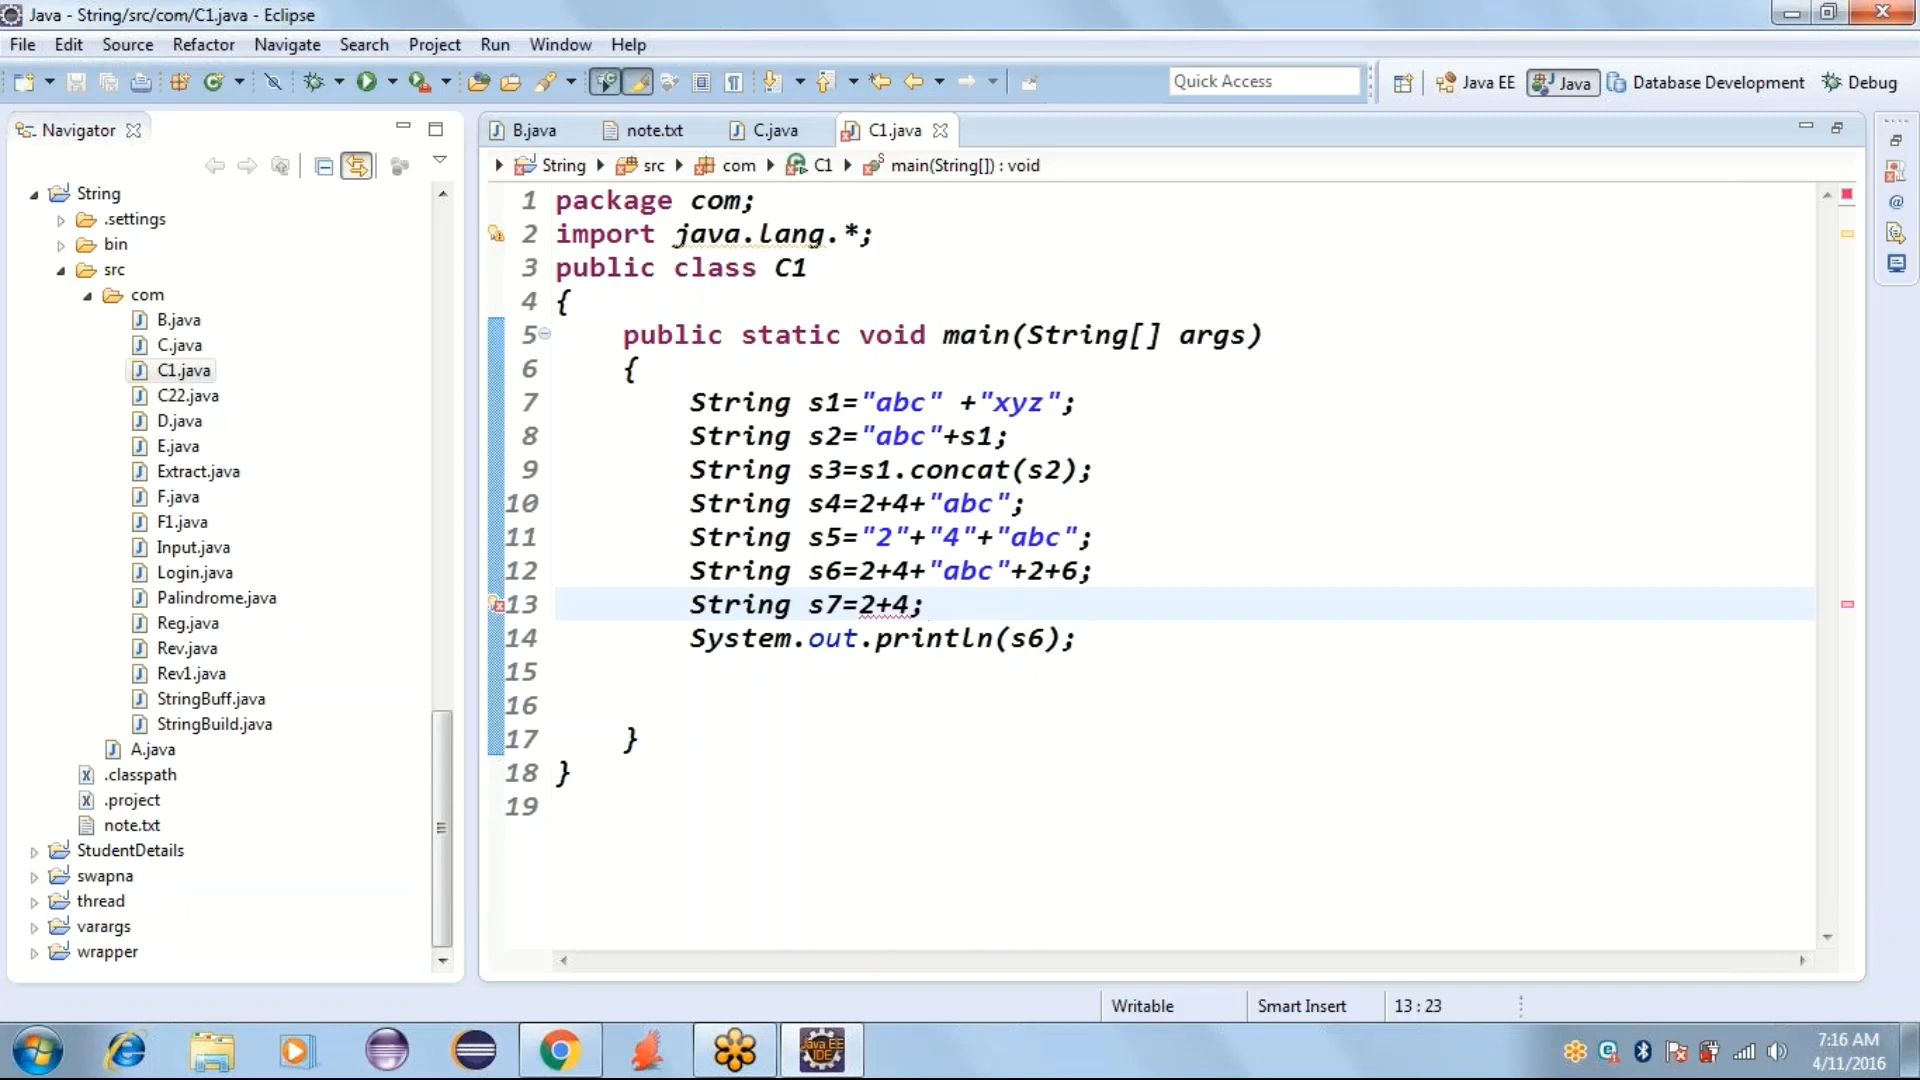 Java - String/src/com/C1.java - Eclipse
File Edit Source Refactor Navigate Search Project Run Window Help
Quick Access
Java EE
Java
Database Development
Debug
Navigator
B.java
note.txt
C.java
C1.java
String src com C1 main(String[]) : void
String
.settings
bin
src
com
B.java
C.java
C1.java
C22.java
D.java
E.java
Extract.java
F.java
F1.java
Input.java
Login.java
Palindrome.java
Reg.java
Rev.java
Rev1.java
StringBuff.java
StringBuild.java
A.java
.classpath
.project
note.txt
StudentDetails
swapna
thread
varargs
wrapper
1 package com;
2 import java.lang.*;
3 public class C1
4 {
5 public static void main(String[] args)
6 {
7 String s1="abc" +"xyz";
8 String s2="abc"+s1;
9 String s3=s1.concat(s2);
10 String s4=2+4+"abc";
11 String s5="2"+"4"+"abc";
12 String s6=2+4+"abc"+2+6;
13 String s7=2+4;
14 System.out.println(s6);
15
16
17 }
18 }
19
Writable
Smart Insert
13 : 23
Java EE
IDE
7:16 AM
4/11/2016